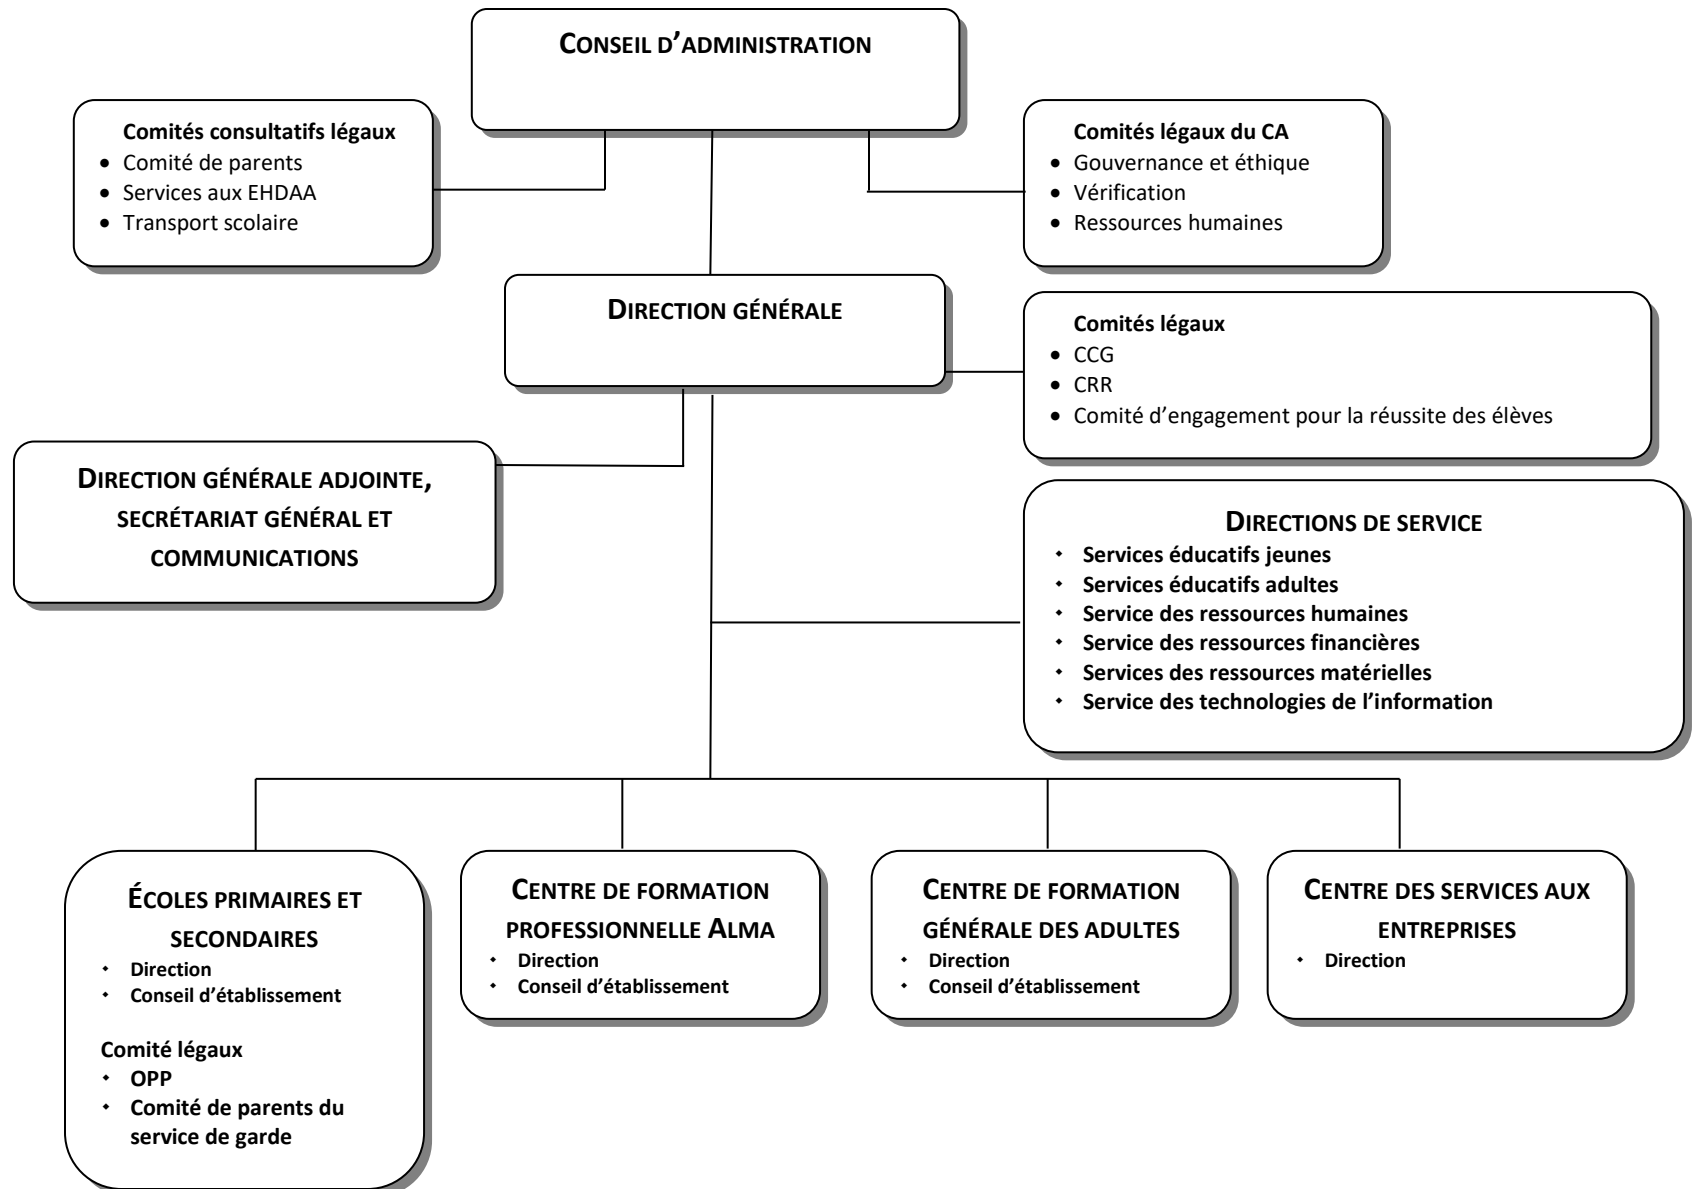 CONSEIL D'ADMINISTRATION
Comités consultatifs légaux
• Comité de parents
• Services aux EHDAA
• Transport scolaire
Comités légaux du CA
• Gouvernance et éthique
• Vérification
• Ressources humaines
DIRECTION GÉNÉRALE
Comités légaux
• CCG
• CRR
• Comité d'engagement pour la réussite des élèves
DIRECTION GÉNÉRALE ADJOINTE,
SECRÉTARIAT GÉNÉRAL ET
COMMUNICATIONS
DIRECTIONS DE SERVICE
• Services éducatifs jeunes
• Services éducatifs adultes
• Service des ressources humaines
• Service des ressources financières
• Services des ressources matérielles
• Service des technologies de l'information
ÉCOLES PRIMAIRES ET
SECONDAIRES
• Direction
• Conseil d'établissement
Comité légaux
• OPP
• Comité de parents du
service de garde
CENTRE DE FORMATION
PROFESSIONNELLE ALMA
• Direction
• Conseil d'établissement
CENTRE DE FORMATION
GÉNÉRALE DES ADULTES
• Direction
• Conseil d'établissement
CENTRE DES SERVICES AUX
ENTREPRISES
• Direction